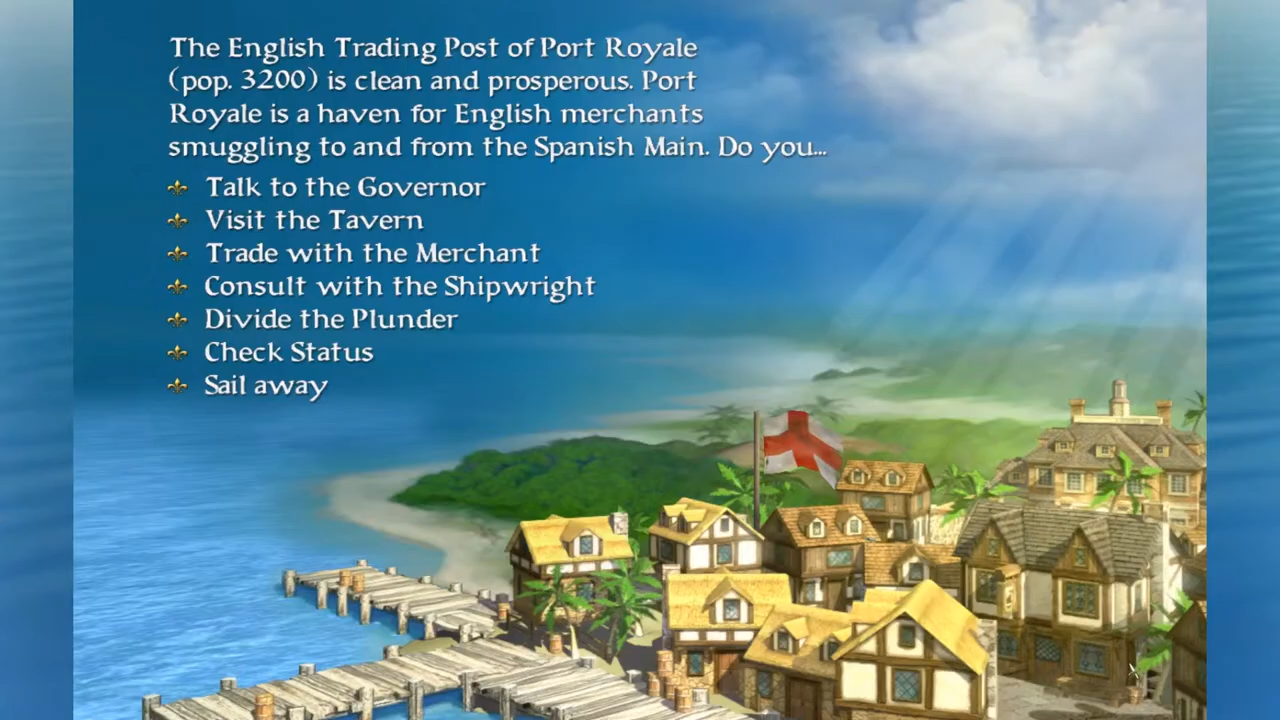 The English Trading Post of Port Royale
(pop. 3200) is clean and prosperous. Port
Royale is a haven for English merchants
smuggling to and from the Spanish Main. Do you...
Talk to the Governor
Visit the Tavern
Trade with the Merchant
Consult with the Shipwright
Divide the Plunder
Check Status
Sail away